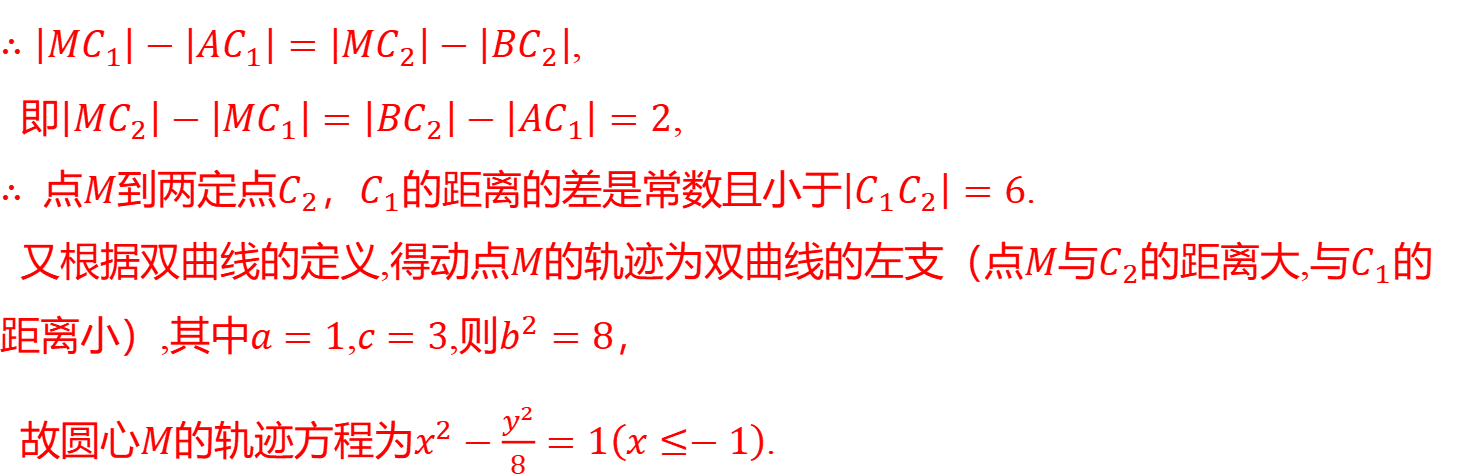 ∴ |MC₁|－|AC₁|＝|MC₂|－|BC₂|,
即|MC₂|－|MC₁|＝|BC₂|－|AC₁|＝2,
∴ 点M到两定点C₂，C₁的距离的差是常数且小于|C₁C₂|＝6.
又根据双曲线的定义,得动点M的轨迹为双曲线的左支（点M与C₂的距离大,与C₁的
距离小）,其中a＝1,c＝3,则b²＝8，
故圆心M的轨迹方程为x²－y²/8＝1(x ≤－1).